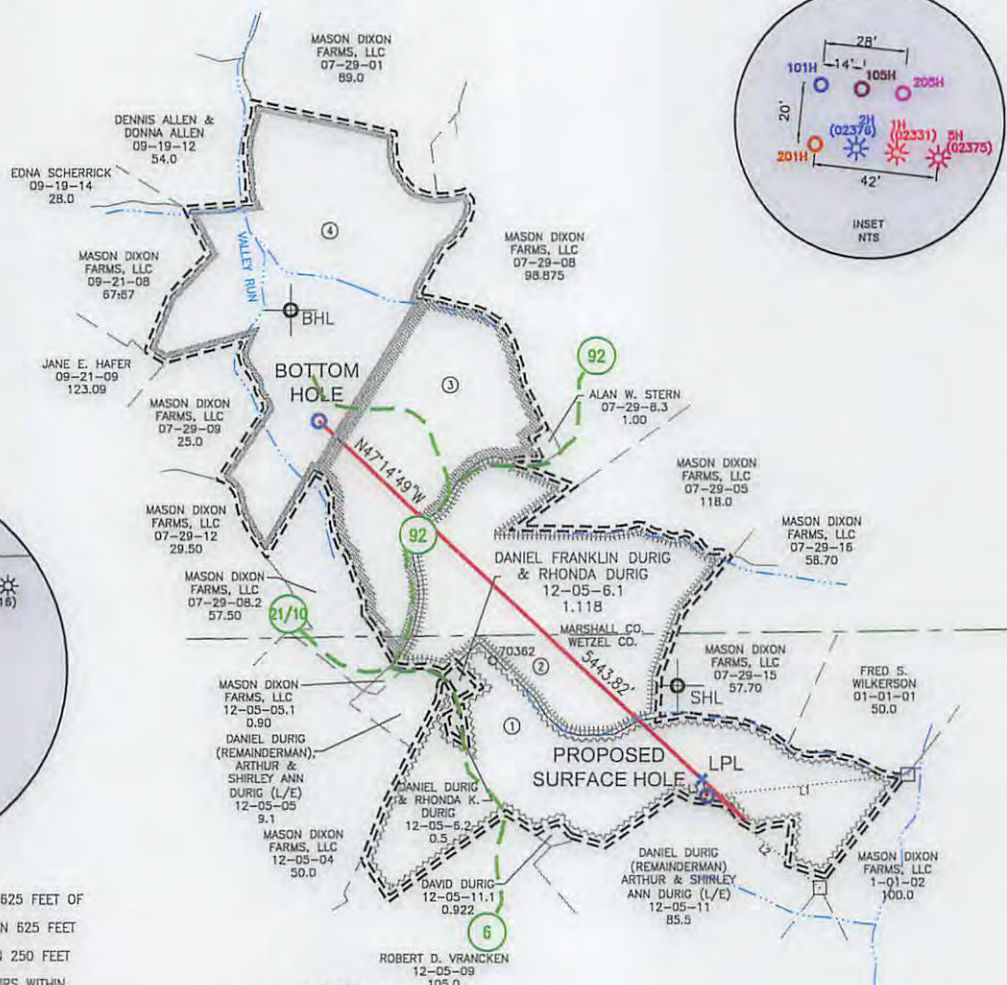 MASON DIXON
FARMS, LLC
07-29-01
89.0
DENNIS ALLEN &
DONNA ALLEN
09-19-12
54.0
EDNA SCHERRICK
09-19-14
28.0
MASON DIXON
FARMS, LLC
09-21-08
67.67
JANE E. HAFER
09-21-09
123.09
MASON DIXON
FARMS, LLC
07-29-09
25.0
MASON DIXON
FARMS, LLC
07-29-12
29.50
MASON DIXON
FARMS, LLC
07-29-08.2
57.50
21/10
VALLEY RUN
4
BHL
BOTTOM
HOLE
MASON DIXON
FARMS, LLC
07-29-08
98.875
3
92
ALAN W. STERN
07-29-8.3
1.00
N47°14'49"W
92
MASON DIXON
FARMS, LLC
07-29-05
118.0
MASON DIXON
FARMS, LLC
07-29-16
58.70
DANIEL FRANKLIN DURIG
& RHONDA DURIG
12-05-6.1
1.118
MARSHALL CO.
WETZEL CO.
70362
2
5443.82'
MASON DIXON
FARMS, LLC
07-29-15
57.70
SHL
FRED S.
WILKERSON
01-01-01
50.0
1
PROPOSED
SURFACE HOLE
LPL
L1
L2
MASON DIXON
FARMS, LLC
12-05-05.1
0.90
DANIEL DURIG
(REMAINDERMAN)
ARTHUR &
SHIRLEY ANN
DURIG (L/E)
12-05-05
9.1
MASON DIXON
FARMS, LLC
12-05-04
50.0
DANIEL DURIG
& RHONDA K.
DURIG
12-05-6.2
0.5
DAVID DURIG
12-05-11.1
0.922
6
ROBERT D. VRANCKEN
12-05-09
105.0
DANIEL DURIG
(REMAINDERMAN)
ARTHUR & SHIRLEY
ANN DURIG (L/E)
12-05-11
85.5
MASON DIXON
FARMS, LLC
1-01-02
100.0
28'
14'
101H
105H
205H
20'
2H
(02376)
1H
(02331)
5H
(02375)
201H
42'
INSET
NTS
16)
625 FEET OF
N 625 FEET
N 250 FEET